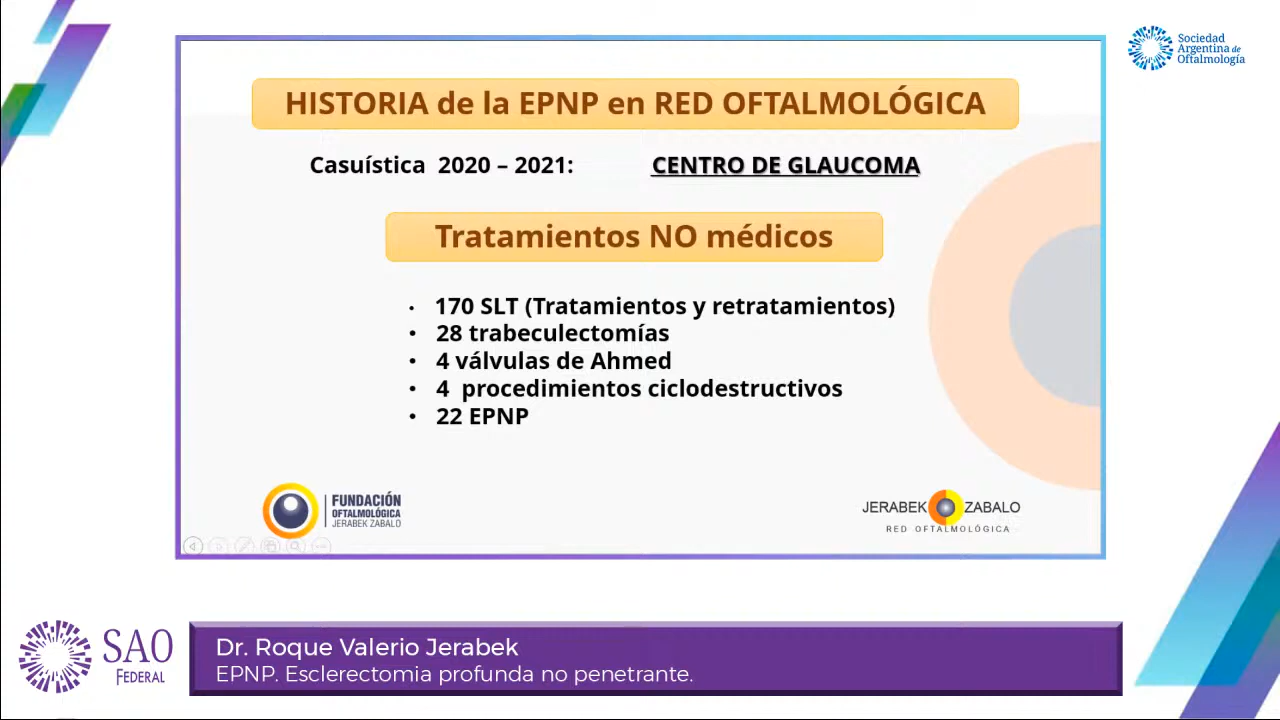 Sociedad
Argentina de
Oftalmología
HISTORIA de la EPNP en RED OFTALMOLÓGICA
Casuística 2020 – 2021: CENTRO DE GLAUCOMA
Tratamientos NO médicos
• 170 SLT (Tratamientos y retratamientos)
• 28 trabeculectomías
• 4 válvulas de Ahmed
• 4 procedimientos ciclodestructivos
• 22 EPNP
FUNDACIÓN
OFTALMOLÓGICA
JERABEK ZABALO
JERABEK ZABALO
RED OFTALMOLÓGICA
SAO
FEDERAL
Dr. Roque Valerio Jerabek
EPNP. Esclerectomia profunda no penetrante.